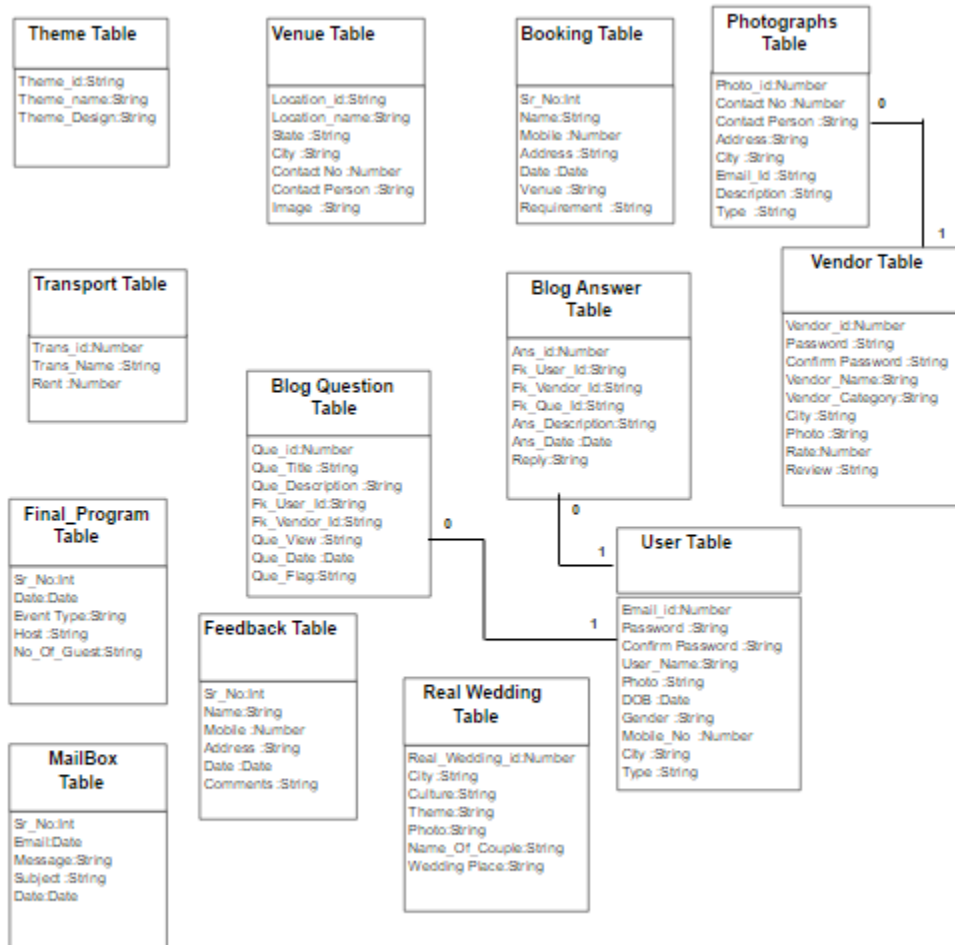 Theme Table
Theme_id:String
Theme_name:String
Theme_Design:String
Venue Table
Location_id:String
Location_name:String
State :String
City :String
Contact No :Number
Contact Person :String
Image :String
Booking Table
Sr_No:Int
Name:String
Mobile :Number
Address :String
Date :Date
Venue :String
Requirement :String
Photographs
Table
Photo_id:Number
Contact No :Number
Contact Person :String
Address:String
City :String
Email_Id :String
Description :String
Type :String
0
1
Vendor Table
Vendor_id:Number
Password :String
Confirm Password :String
Vendor_Name:String
Vendor_Category:String
City :String
Photo :String
Rate:Number
Review :String
Transport Table
Trans_id:Number
Trans_Name :String
Rent :Number
Blog Question
Table
Que_id:Number
Que_Title :String
Que_Description :String
Fk_User_Id:String
Fk_Vendor_Id:String
Que_View :String
Que_Date :Date
Que_Flag:String
0
1
Blog Answer
Table
Ans_id:Number
Fk_User_Id:String
Fk_Vendor_Id:String
Fk_Que_Id:String
Ans_Description:String
Ans_Date :Date
Reply:String
0
1
User Table
Email_id:Number
Password :String
Confirm Password :String
User_Name:String
Photo :String
DOB :Date
Gender :String
Mobile_No :Number
City :String
Type :String
Final_Program
Table
Sr_No:Int
Date:Date
Event Type:String
Host :String
No_Of_Guest:String
Feedback Table
Sr_No:Int
Name:String
Mobile :Number
Address :String
Date :Date
Comments :String
Real Wedding
Table
Real_Wedding_id:Number
City :String
Culture:String
Theme:String
Photo:String
Name_Of_Couple:String
Wedding Place:String
MailBox
Table
Sr_No:Int
Email:Date
Message:String
Subject :String
Date:Date